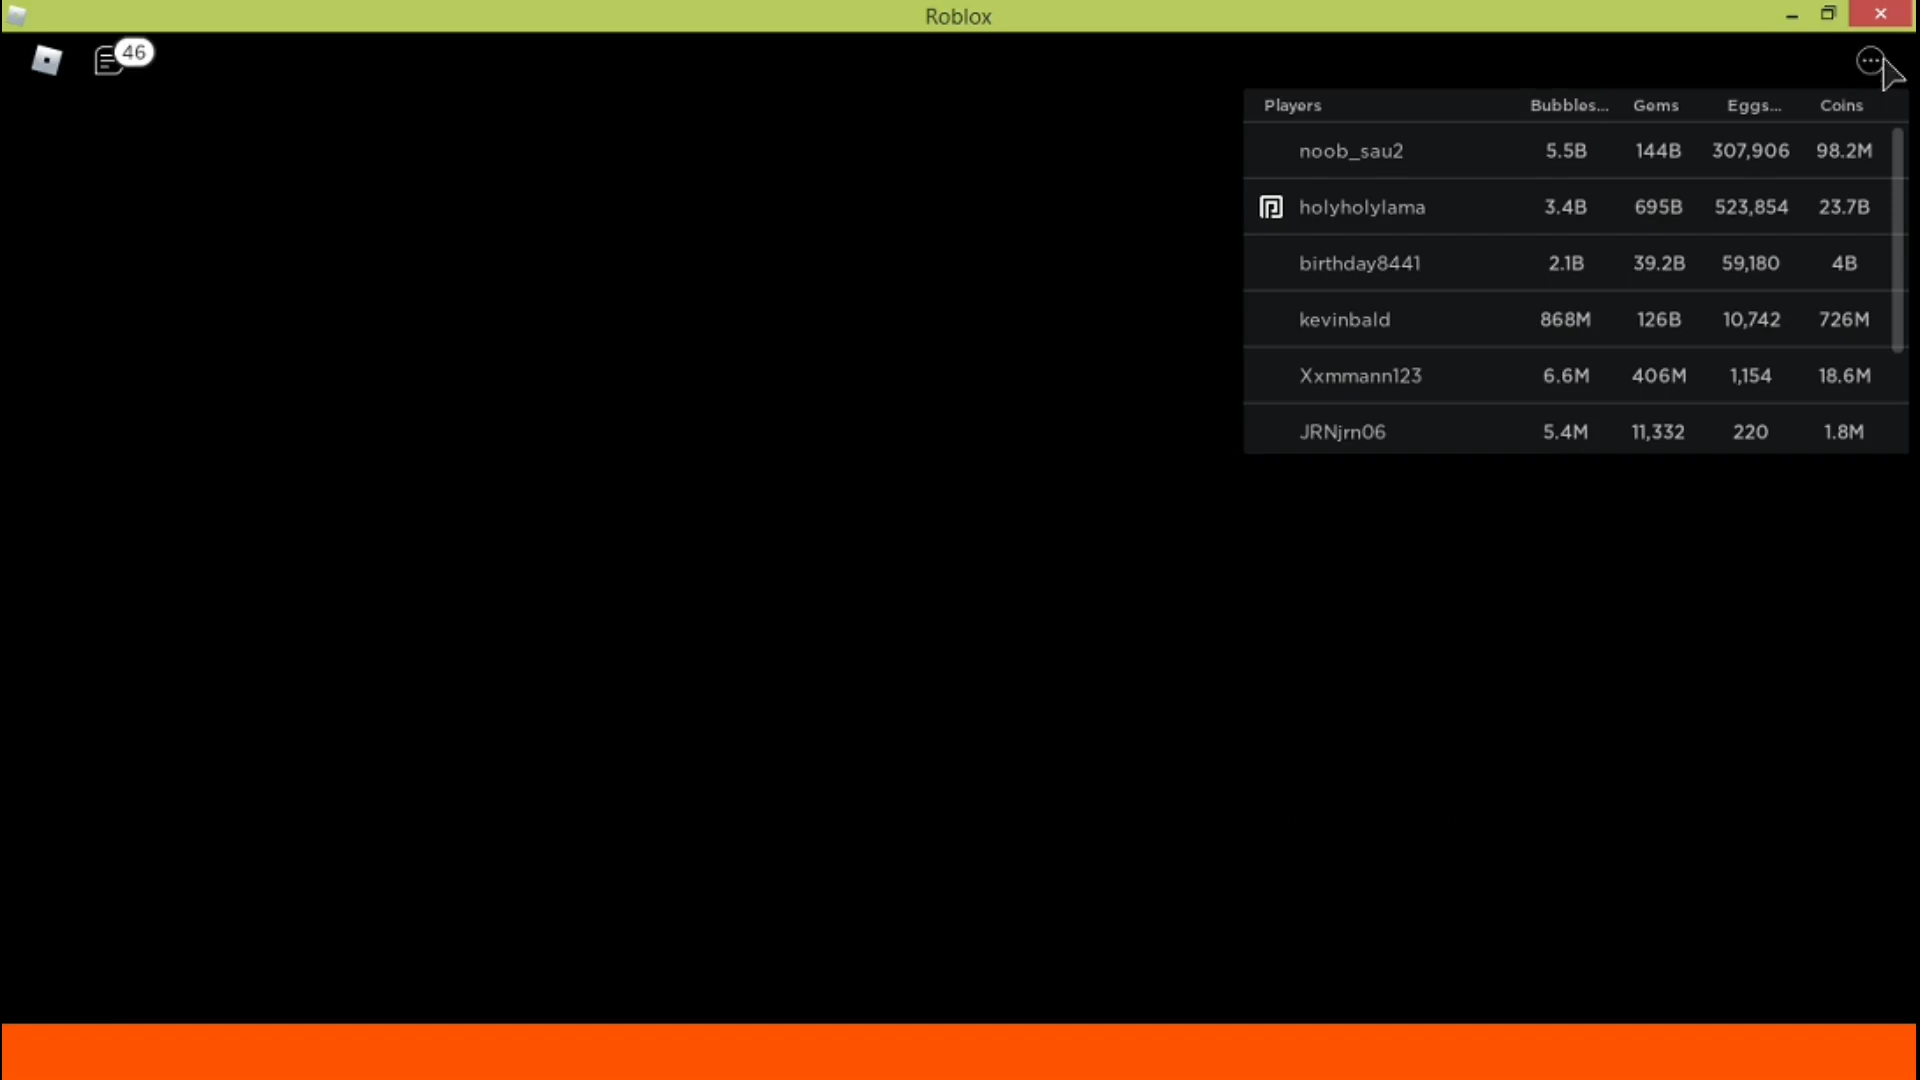 Roblox
46
Players Bubbles... Gems Eggs... Coins
noob_sau2 5.5B 144B 307,906 98.2M
holyholylama 3.4B 695B 523,854 23.7B
birthday8441 2.1B 39.2B 59,180 4B
kevinbald 868M 126B 10,742 726M
Xxmmann123 6.6M 406M 1,154 18.6M
JRNjrn06 5.4M 11,332 220 1.8M